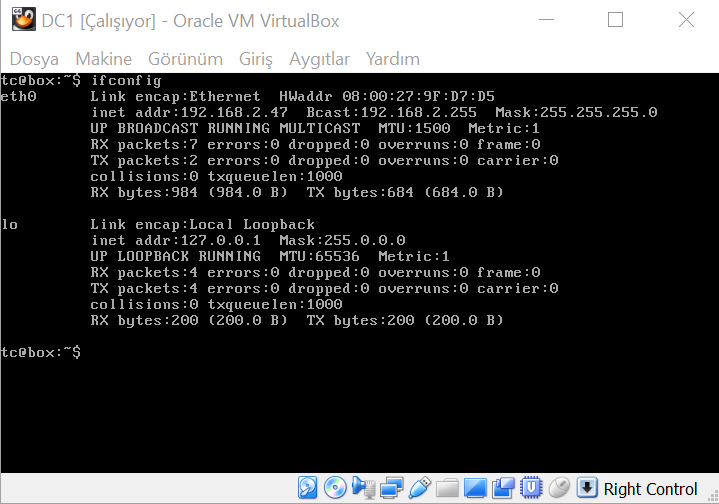 DC1 [Çalışıyor] - Oracle VM VirtualBox
Dosya Makine Görünüm Giriş Aygıtlar Yardım
tc@box:~$ ifconfig
eth0 Link encap:Ethernet HWaddr 08:00:27:9F:D7:D5
inet addr:192.168.2.47 Bcast:192.168.2.255 Mask:255.255.255.0
UP BROADCAST RUNNING MULTICAST MTU:1500 Metric:1
RX packets:7 errors:0 dropped:0 overruns:0 frame:0
TX packets:2 errors:0 dropped:0 overruns:0 carrier:0
collisions:0 txqueuelen:1000
RX bytes:984 (984.0 B) TX bytes:684 (684.0 B)
lo Link encap:Local Loopback
inet addr:127.0.0.1 Mask:255.0.0.0
UP LOOPBACK RUNNING MTU:65536 Metric:1
RX packets:4 errors:0 dropped:0 overruns:0 frame:0
TX packets:4 errors:0 dropped:0 overruns:0 carrier:0
collisions:0 txqueuelen:1000
RX bytes:200 (200.0 B) TX bytes:200 (200.0 B)
tc@box:~$
Right Control